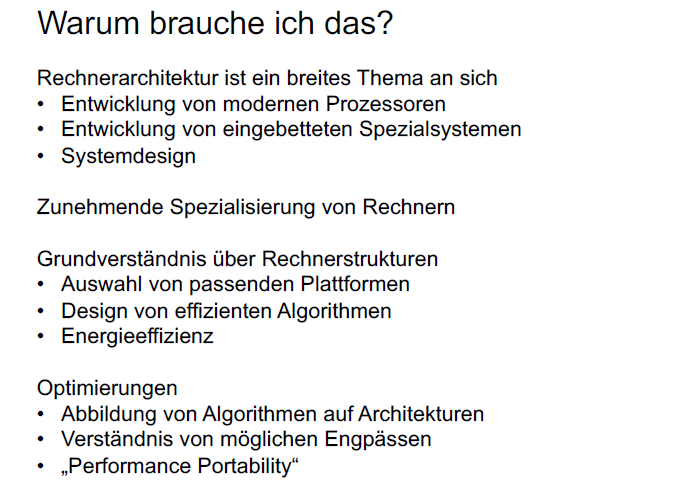 Warum brauche ich das?
Rechnerarchitektur ist ein breites Thema an sich
• Entwicklung von modernen Prozessoren
• Entwicklung von eingebetteten Spezialsystemen
• Systemdesign
Zunehmende Spezialisierung von Rechnern
Grundverständnis über Rechnerstrukturen
• Auswahl von passenden Plattformen
• Design von effizienten Algorithmen
• Energieeffizienz
Optimierungen
• Abbildung von Algorithmen auf Architekturen
• Verständnis von möglichen Engpässen
• „Performance Portability“